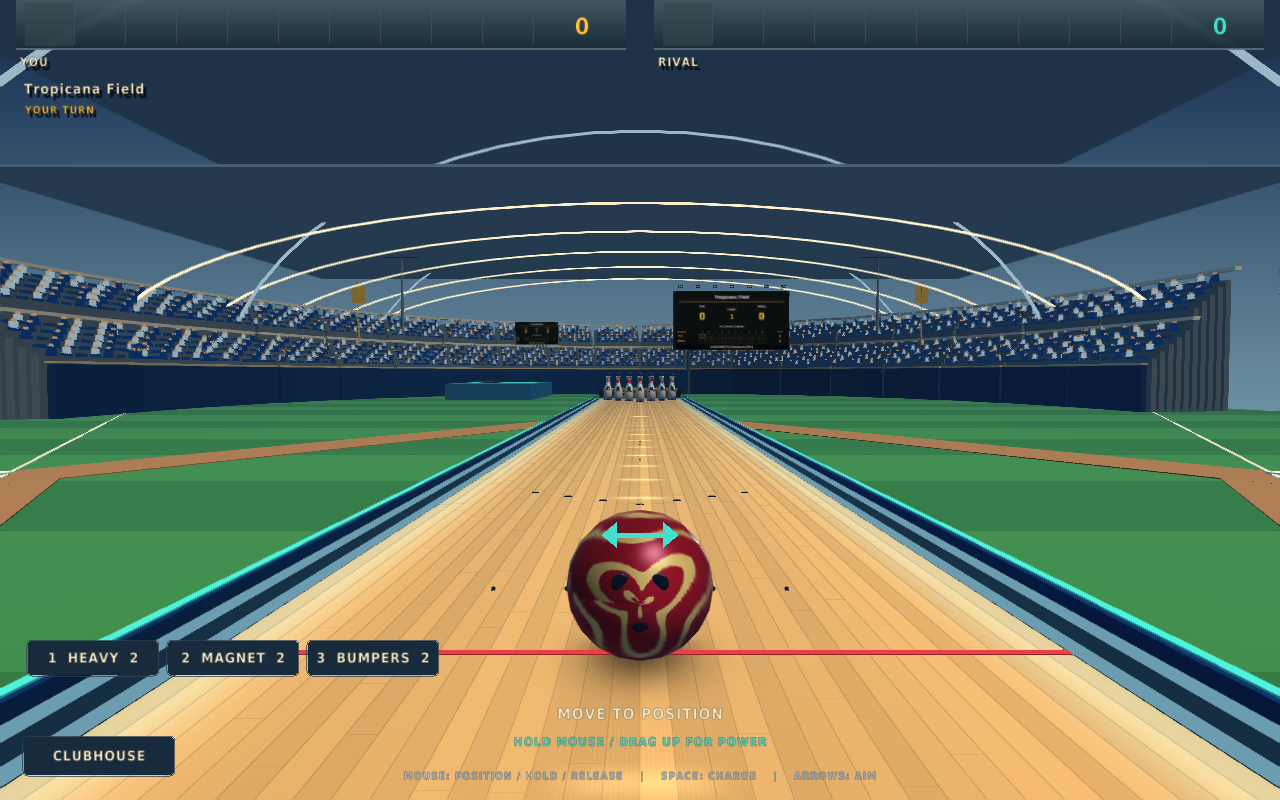 0
0
YOU
RIVAL
Tropicana Field
YOUR TURN
1 HEAVY 2
2 MAGNET 2
3 BUMPERS 2
MOVE TO POSITION
HOLD MOUSE / DRAG UP FOR POWER
CLUBHOUSE
MOUSE: POSITION / HOLD / RELEASE | SPACE: CHARGE | ARROWS: AIM